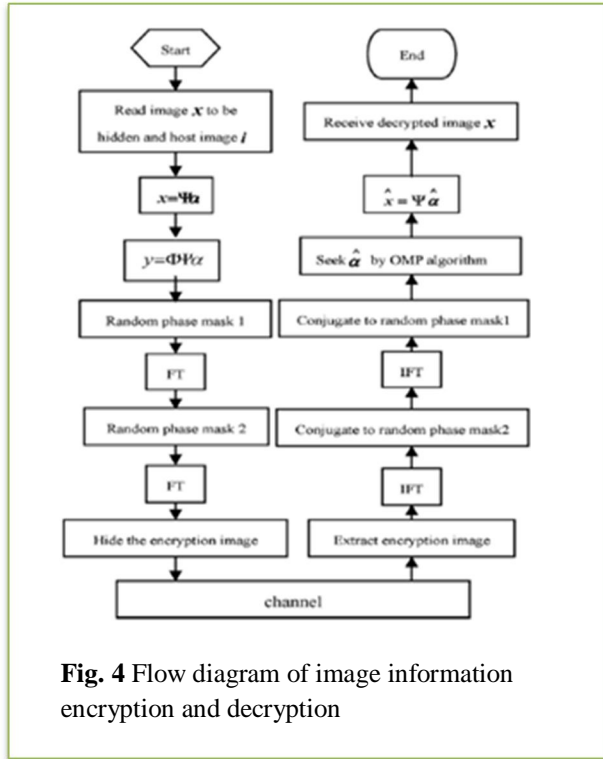 Start
Read image x to be
hidden and host image i
x=Ψα
y=ΦΨα
Random phase mask 1
FT
Random phase mask 2
FT
Hide the encryption image
channel
Extract encryption image
IFT
Conjugate to random phase mask2
IFT
Conjugate to random phase mask1
Seek α̂ by OMP algorithm
x̂ = Ψ α̂
Receive decrypted image x
End
Fig. 4 Flow diagram of image information
encryption and decryption